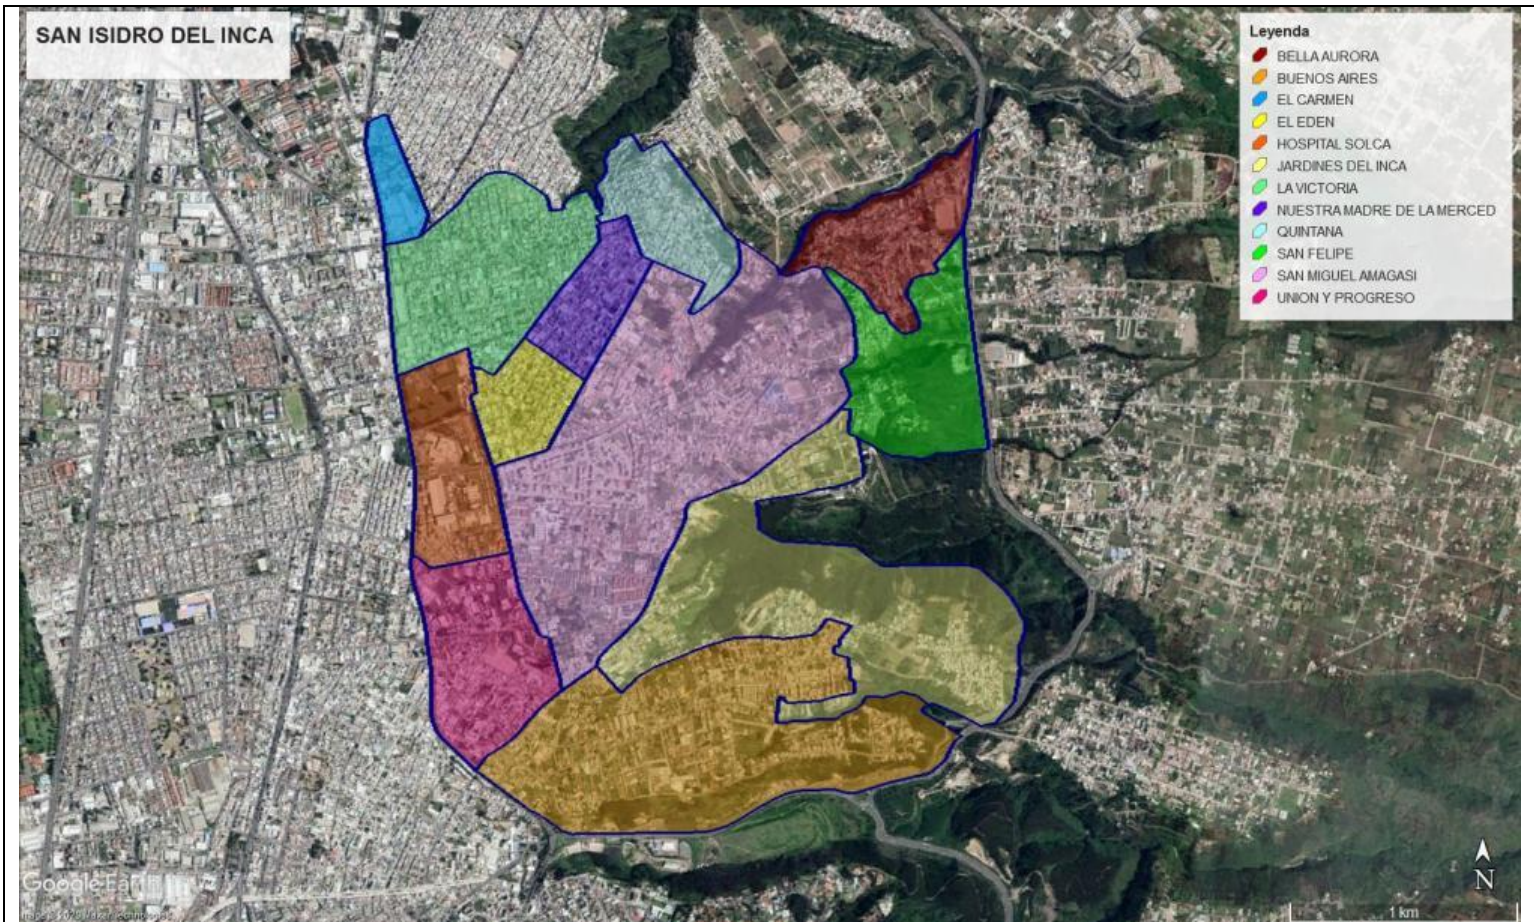 SAN ISIDRO DEL INCA
Leyenda
BELLA AURORA
BUENOS AIRES
EL CARMEN
EL EDEN
HOSPITAL SOLCA
JARDINES DEL INCA
LA VICTORIA
NUESTRA MADRE DE LA MERCED
QUINTANA
SAN FELIPE
SAN MIGUEL AMAGASI
UNION Y PROGRESO
Google Earth
N
1 km